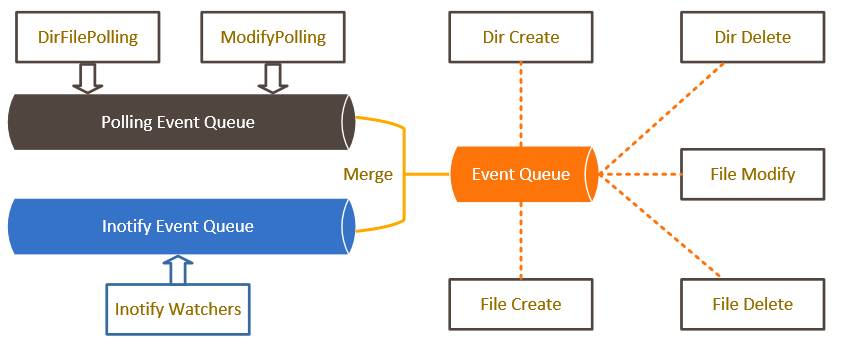 DirFilePolling
ModifyPolling
Dir Create
Dir Delete
Polling Event Queue
Merge
Event Queue
File Modify
Inotify Event Queue
Inotify Watchers
File Create
File Delete